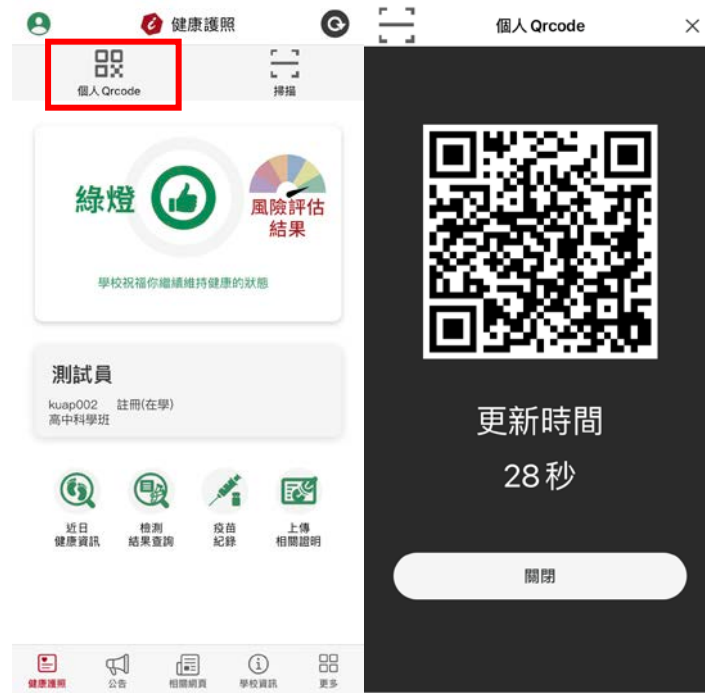 健康護照
個人 Qrcode
掃描
綠燈
風險評估
結果
學校祝福你繼續維持健康的狀態
測試員
kuap002 註冊(在學)
高中科學班
近日
健康資訊
檢測
結果查詢
疫苗
紀錄
上傳
相關證明
健康護照
公告
相關網頁
學校資訊
更多
個人 Qrcode
更新時間
28 秒
關閉